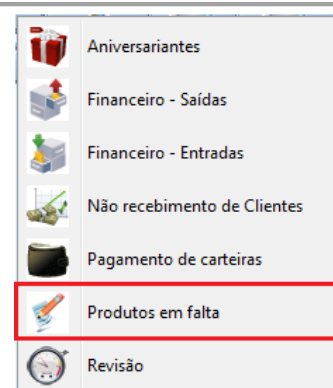 Aniversariantes
Financeiro - Saídas
Financeiro - Entradas
Não recebimento de Clientes
Pagamento de carteiras
Produtos em falta
Revisão